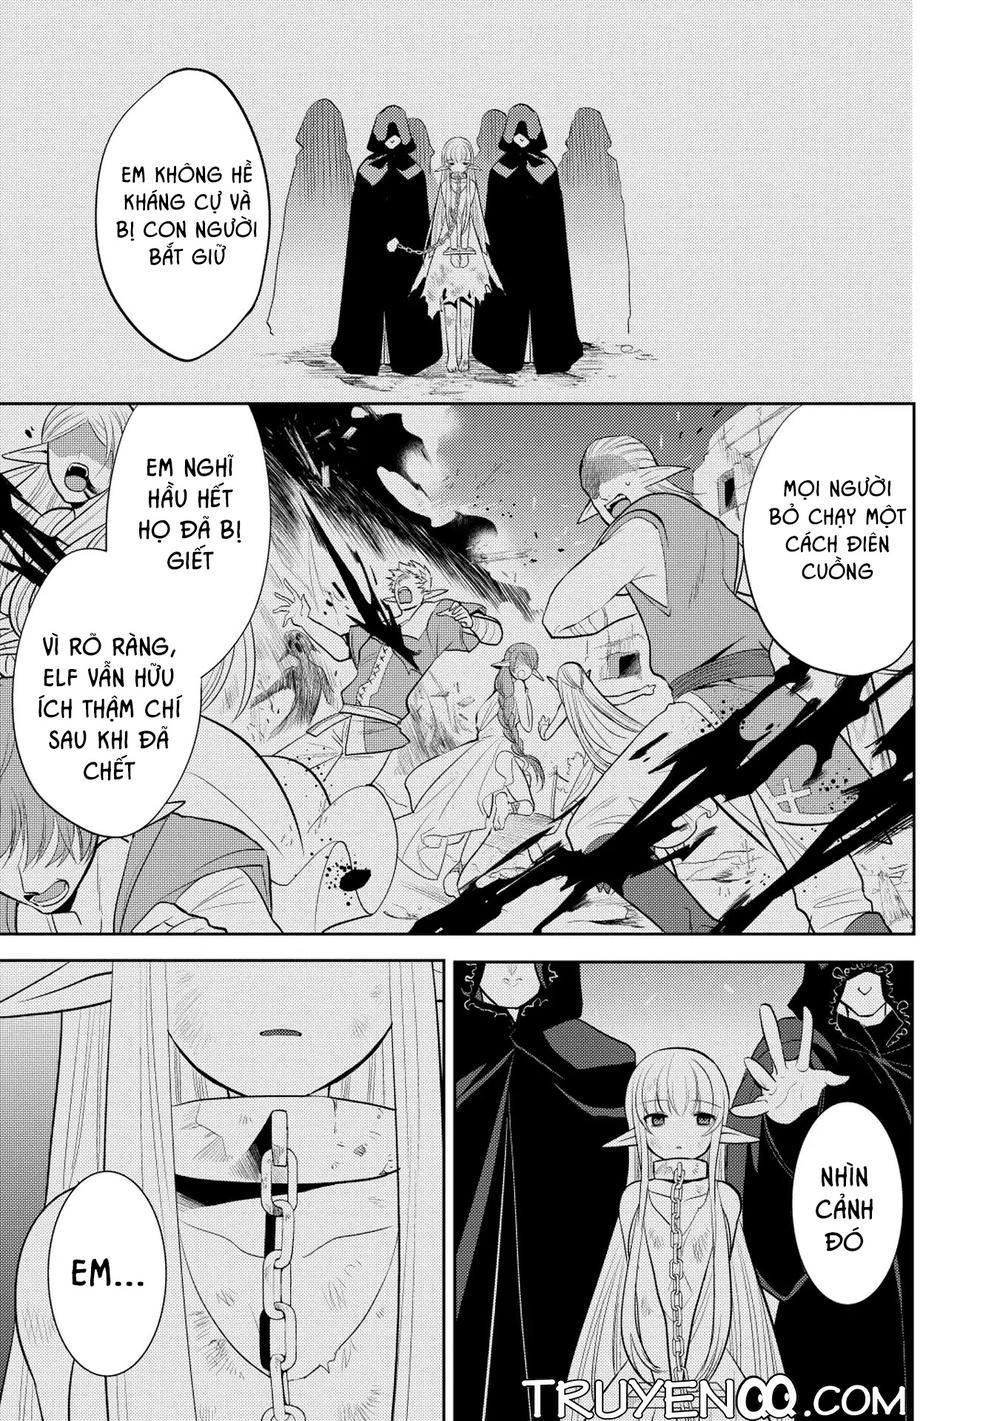 EM KHÔNG HỀ
KHÁNG CỰ VÀ
BỊ CON NGƯỜI
BẮT GIỮ
MỌI NGƯỜI
BỎ CHẠY MỘT
CÁCH ĐIÊN
CUỒNG
EM NGHĨ
HẦU HẾT
HỌ ĐÃ BỊ
GIẾT
VÌ RÕ RÀNG,
ELF VẪN HỮU
ÍCH THẬM CHÍ
SAU KHI ĐÃ
CHẾT
NHÌN
CẢNH
ĐÓ
EM...
TRUYENQQ.COM